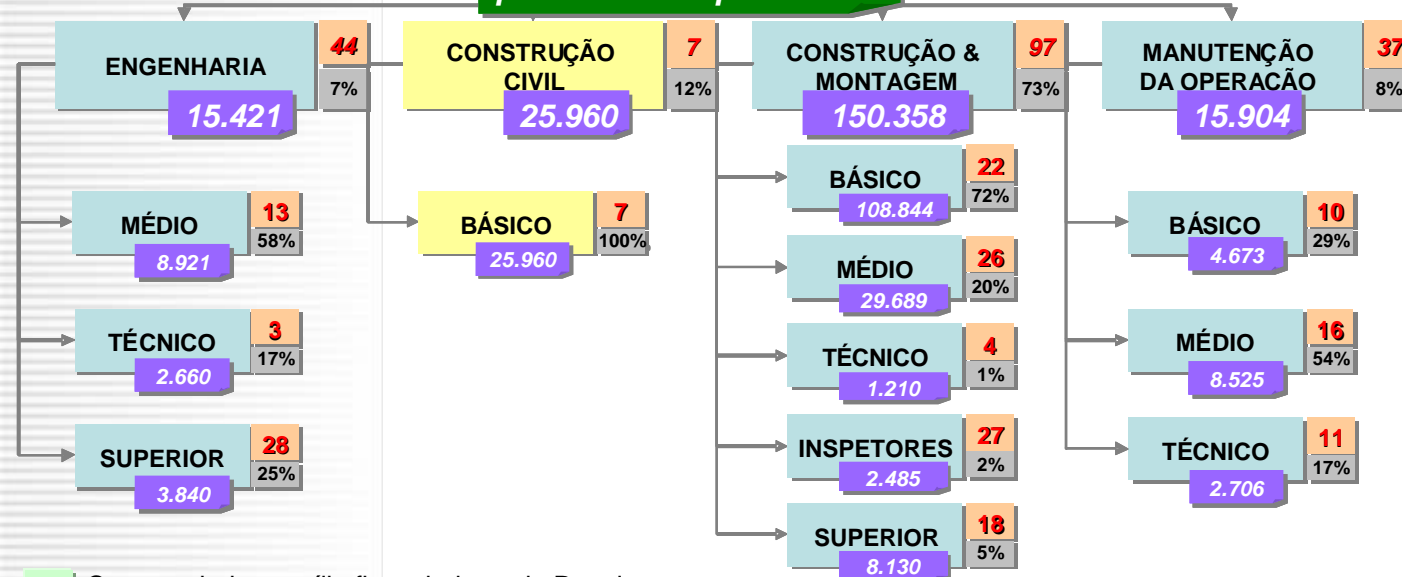 ENGENHARIA
44
7%
15.421
MÉDIO
13
58%
8.921
TÉCNICO
3
17%
2.660
SUPERIOR
28
25%
3.840
CONSTRUÇÃO
CIVIL
7
12%
25.960
BÁSICO
7
100%
25.960
CONSTRUÇÃO &
MONTAGEM
97
73%
150.358
BÁSICO
22
72%
108.844
MÉDIO
26
20%
29.689
TÉCNICO
4
1%
1.210
INSPETORES
27
2%
2.485
SUPERIOR
18
5%
8.130
MANUTENÇÃO
DA OPERAÇÃO
37
8%
15.904
BÁSICO
10
29%
4.673
MÉDIO
16
54%
8.525
TÉCNICO
11
17%
2.706